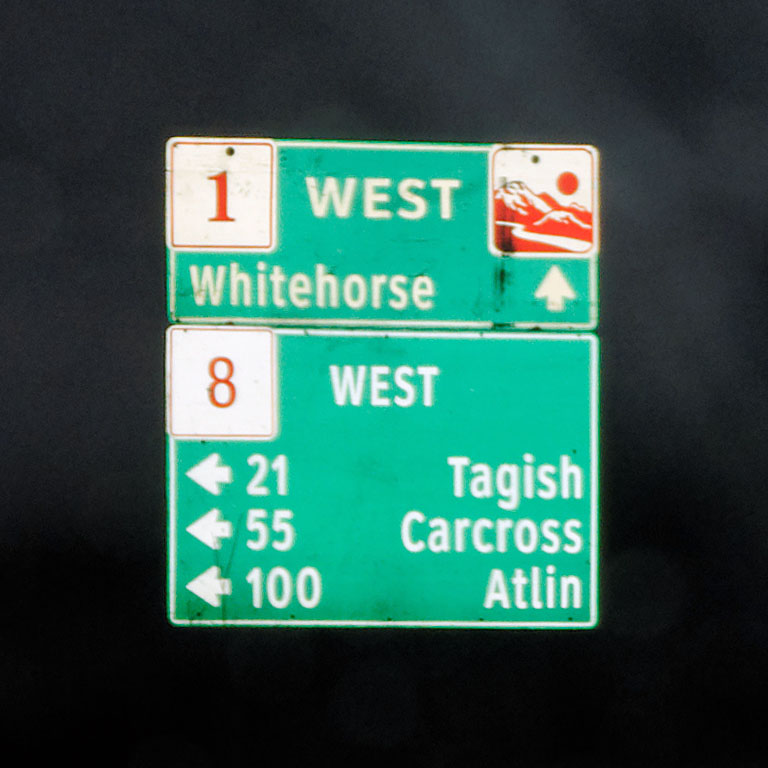 1 WEST
Whitehorse
8 WEST
21 Tagish
55 Carcross
100 Atlin